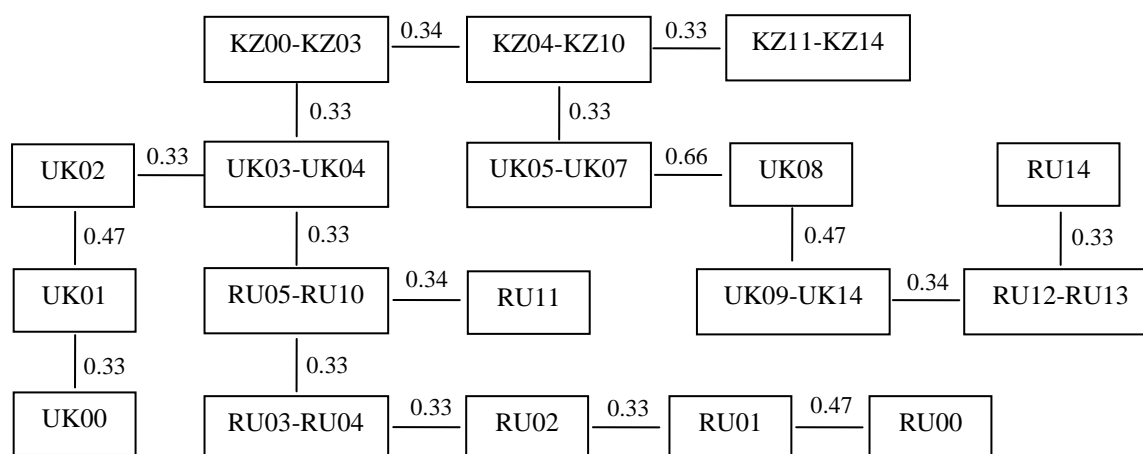 KZ00-KZ03 0.34 KZ04-KZ10 0.33 KZ11-KZ14
0.33 0.33
UK02 0.33 UK03-UK04 UK05-UK07 0.66 UK08 RU14
0.47 0.33 0.47 0.33
UK01 RU05-RU10 0.34 RU11 UK09-UK14 0.34 RU12-RU13
0.33 0.33
UK00 RU03-RU04 0.33 RU02 0.33 RU01 0.47 RU00